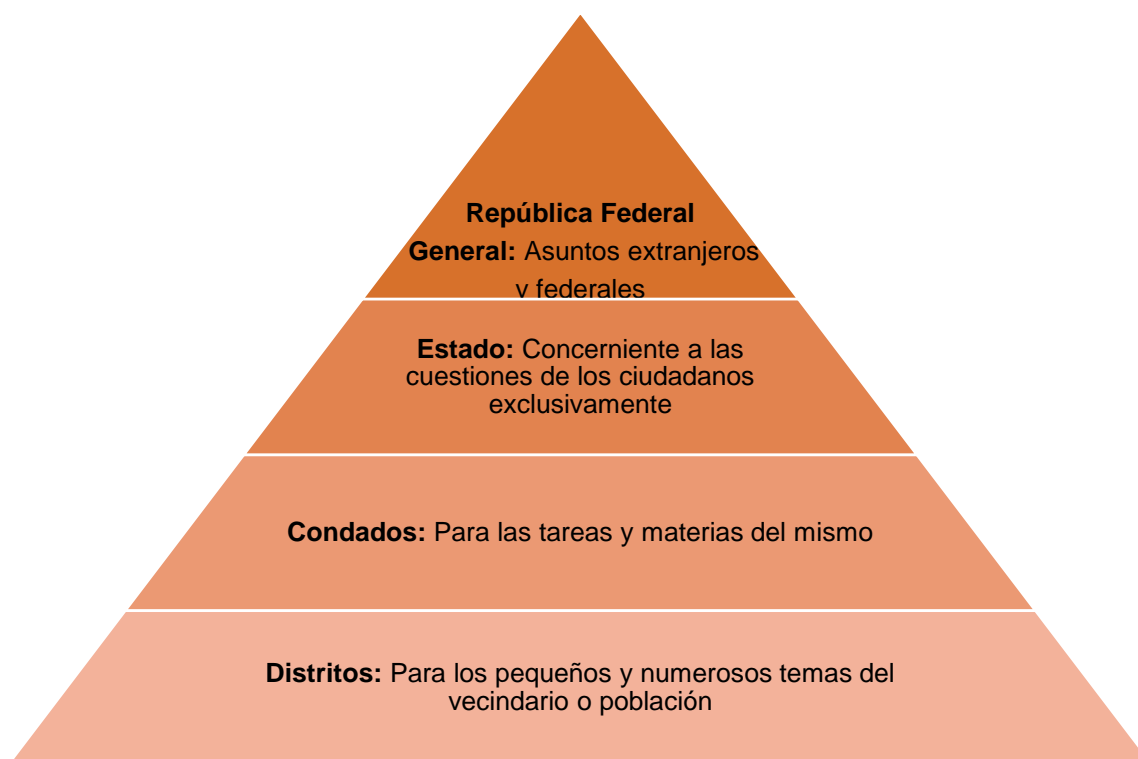 República Federal
General: Asuntos extranjeros
y federales
Estado: Concerniente a las
cuestiones de los ciudadanos
exclusivamente
Condados: Para las tareas y materias del mismo
Distritos: Para los pequeños y numerosos temas del
vecindario o población